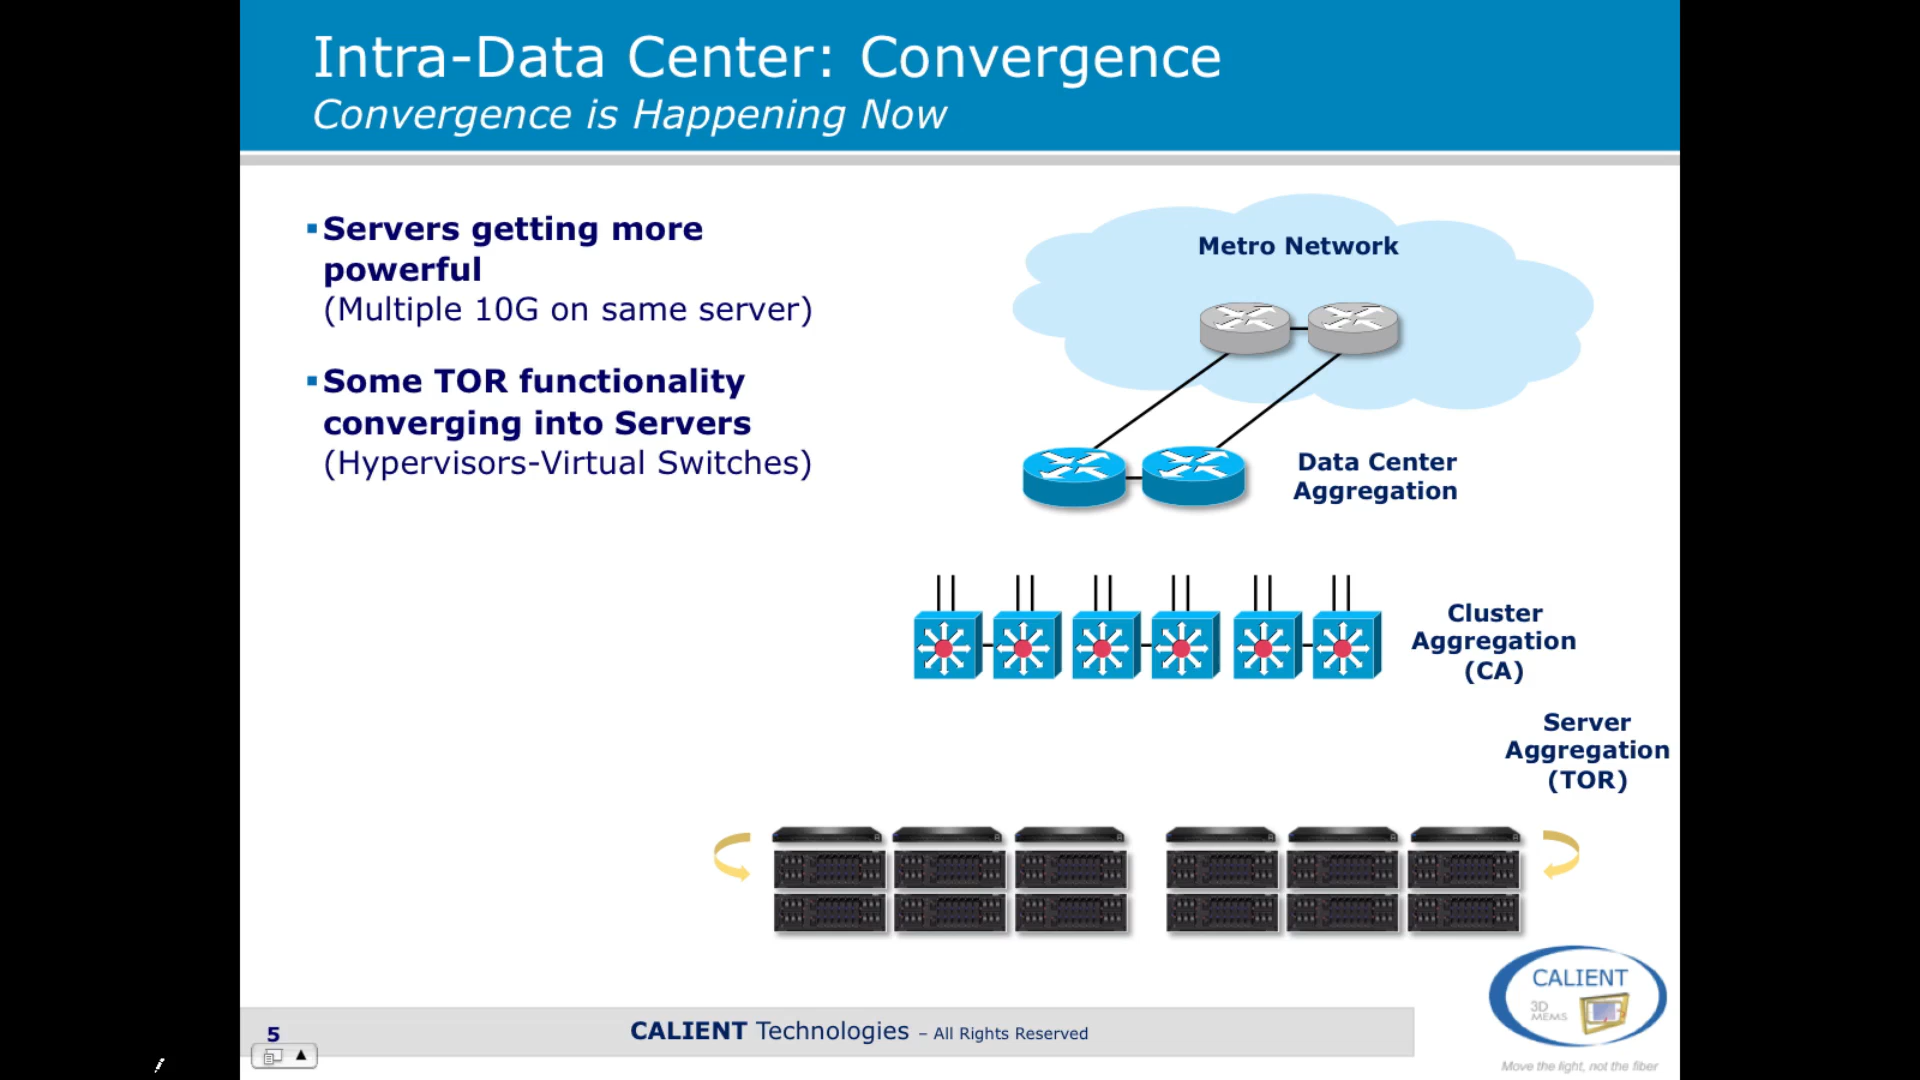 Intra-Data Center: Convergence
Convergence is Happening Now
Servers getting more
powerful
(Multiple 10G on same server)
Some TOR functionality
converging into Servers
(Hypervisors-Virtual Switches)
Metro Network
Data Center
Aggregation
Cluster
Aggregation
(CA)
Server
Aggregation
(TOR)
5
CALIENT Technologies – All Rights Reserved
CALIENT
3D
MEMS
Move the light, not the fiber